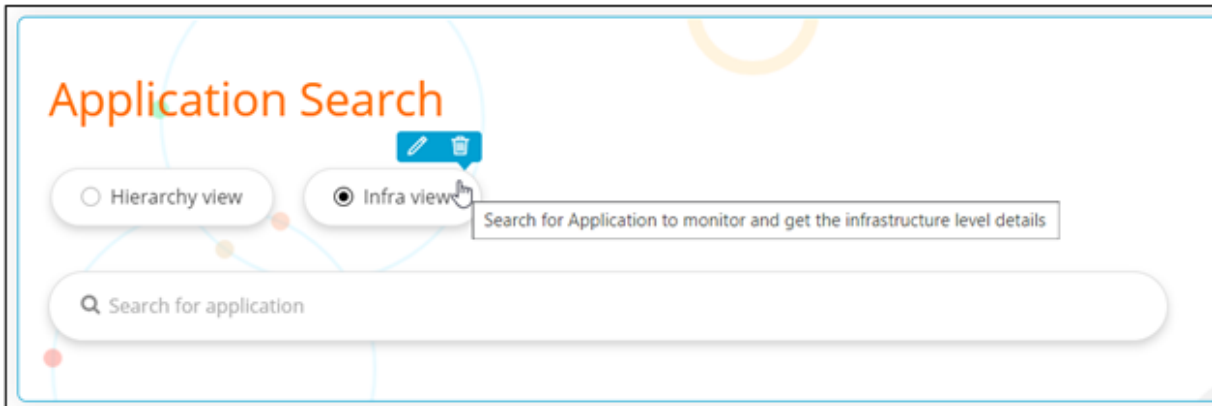 Application Search
Hierarchy view
Infra view
Search for Application to monitor and get the infrastructure level details
Search for application